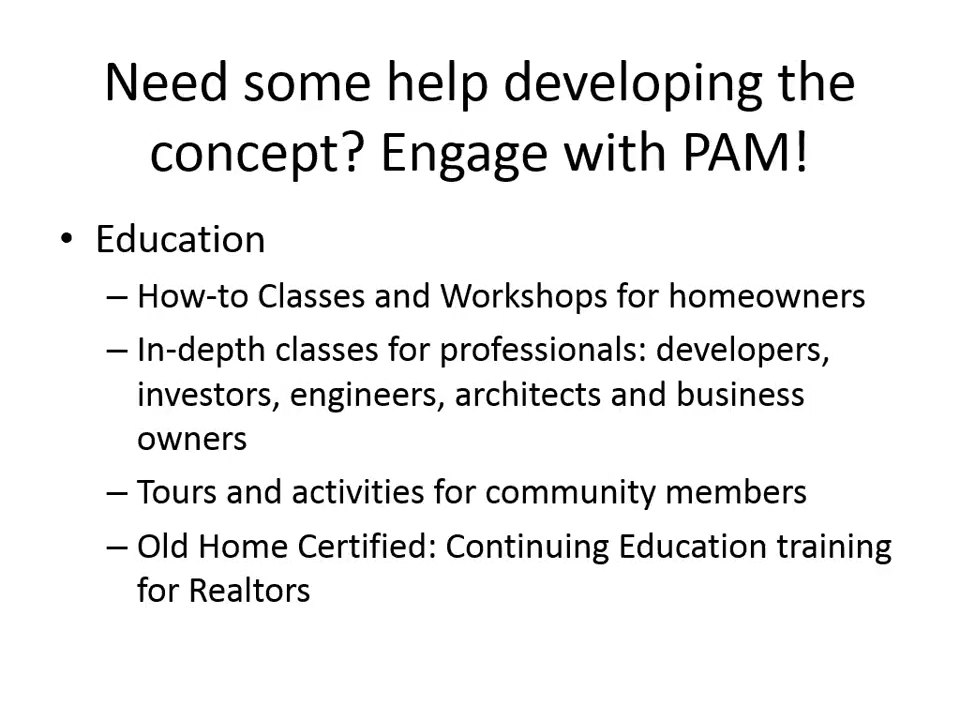 Need some help developing the
concept? Engage with PAM!
• Education
– How-to Classes and Workshops for homeowners
– In-depth classes for professionals: developers,
investors, engineers, architects and business
owners
– Tours and activities for community members
– Old Home Certified: Continuing Education training
for Realtors